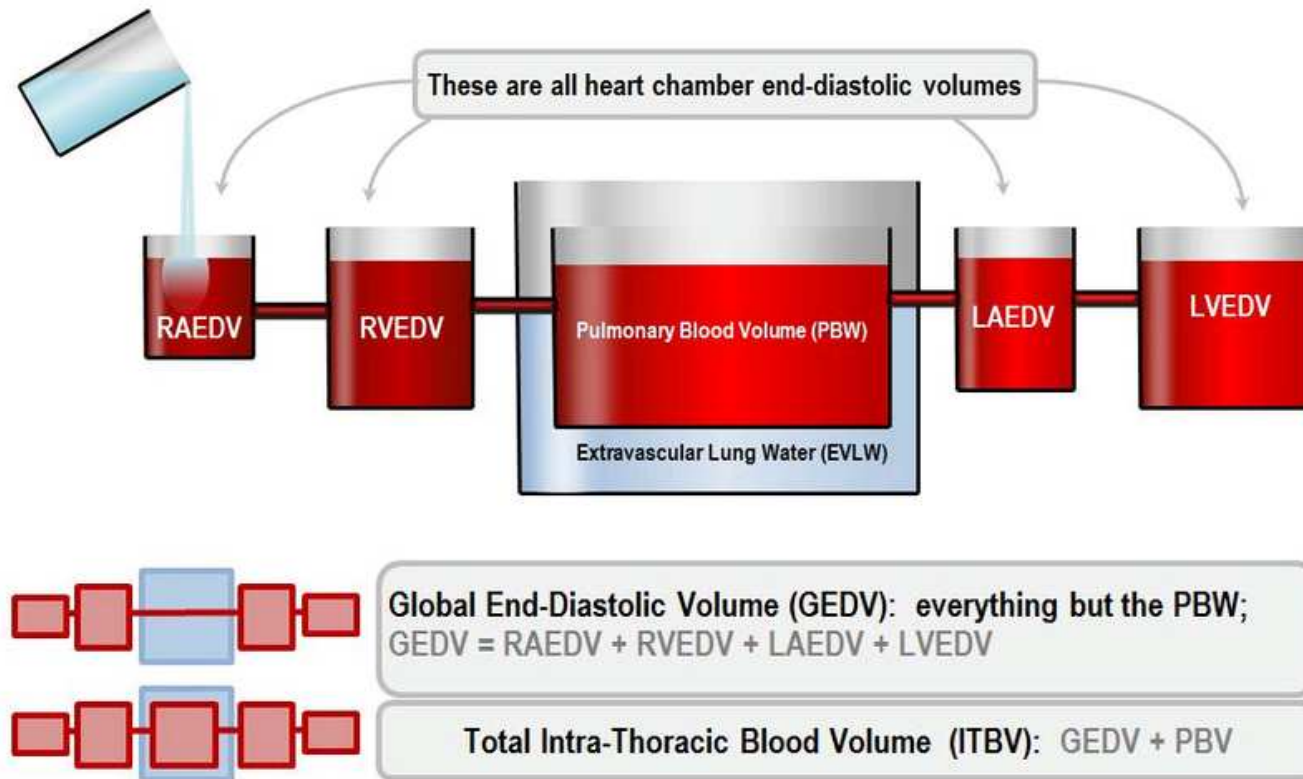 These are all heart chamber end-diastolic volumes
RAEDV
RVEDV
Pulmonary Blood Volume (PBW)
LAEDV
LVEDV
Extravascular Lung Water (EVLW)
Global End-Diastolic Volume (GEDV): everything but the PBW;
GEDV = RAEDV + RVEDV + LAEDV + LVEDV
Total Intra-Thoracic Blood Volume (ITBV): GEDV + PBV